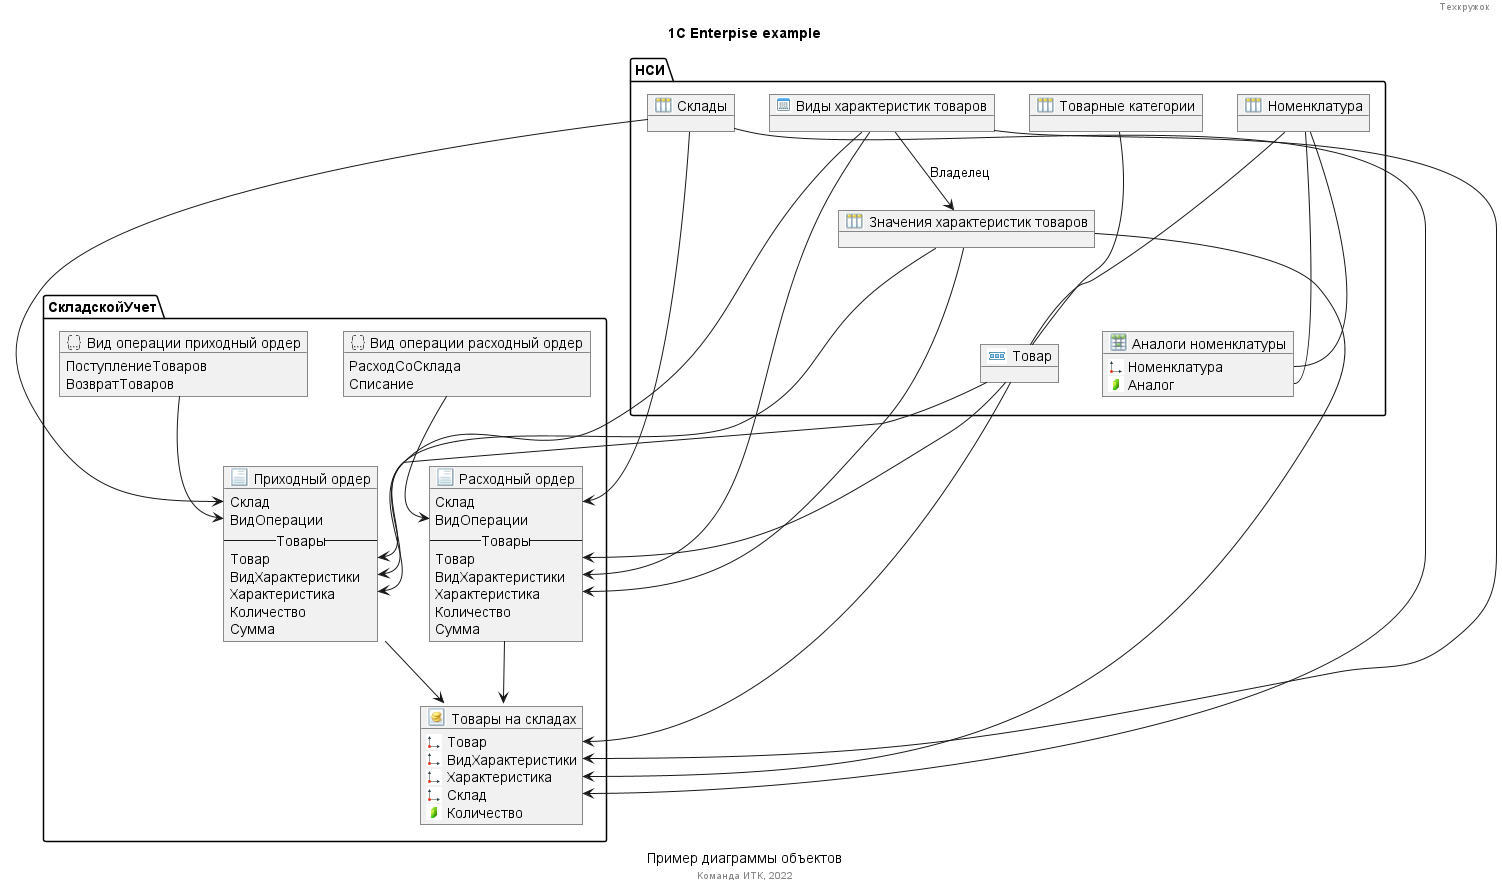 Техкружок
1C Enterpise example
НСИ
Склады
Виды характеристик товаров
Товарные категории
Номенклатура
Владелец
Значения характеристик товаров
СкладскойУчет
Вид операции приходный ордер
ПоступлениеТоваров
ВозвратТоваров
Вид операции расходный ордер
РасходСоСклада
Списание
Товар
Аналоги номенклатуры
Номенклатура
Аналог
Приходный ордер
Склад
ВидОперации
Товары
Товар
ВидХарактеристики
Характеристика
Количество
Сумма
Расходный ордер
Склад
ВидОперации
Товары
Товар
ВидХарактеристики
Характеристика
Количество
Сумма
Товары на складах
Товар
ВидХарактеристики
Характеристика
Склад
Количество
Пример диаграммы объектов
Команда ИТК, 2022